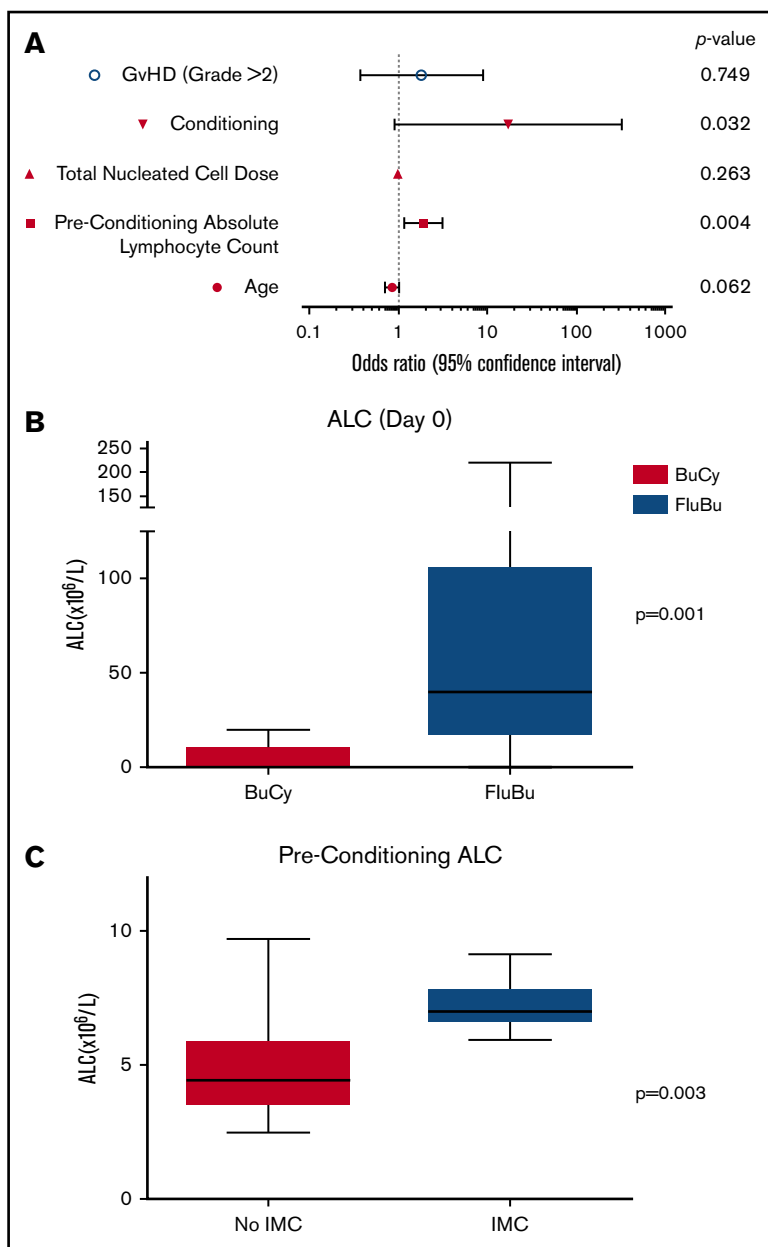 A
p-value
GvHD (Grade >2)
0.749
Conditioning
0.032
Total Nucleated Cell Dose
0.263
Pre-Conditioning Absolute
Lymphocyte Count
0.004
Age
0.062
0.1 1 10 100 1000
Odds ratio (95% confidence interval)
B
ALC (Day 0)
250
200
150
100
50
0
ALC(x10⁶/L)
BuCy
FluBu
p=0.001
BuCy FluBu
C
Pre-Conditioning ALC
10
5
0
ALC(x10⁶/L)
p=0.003
No IMC IMC